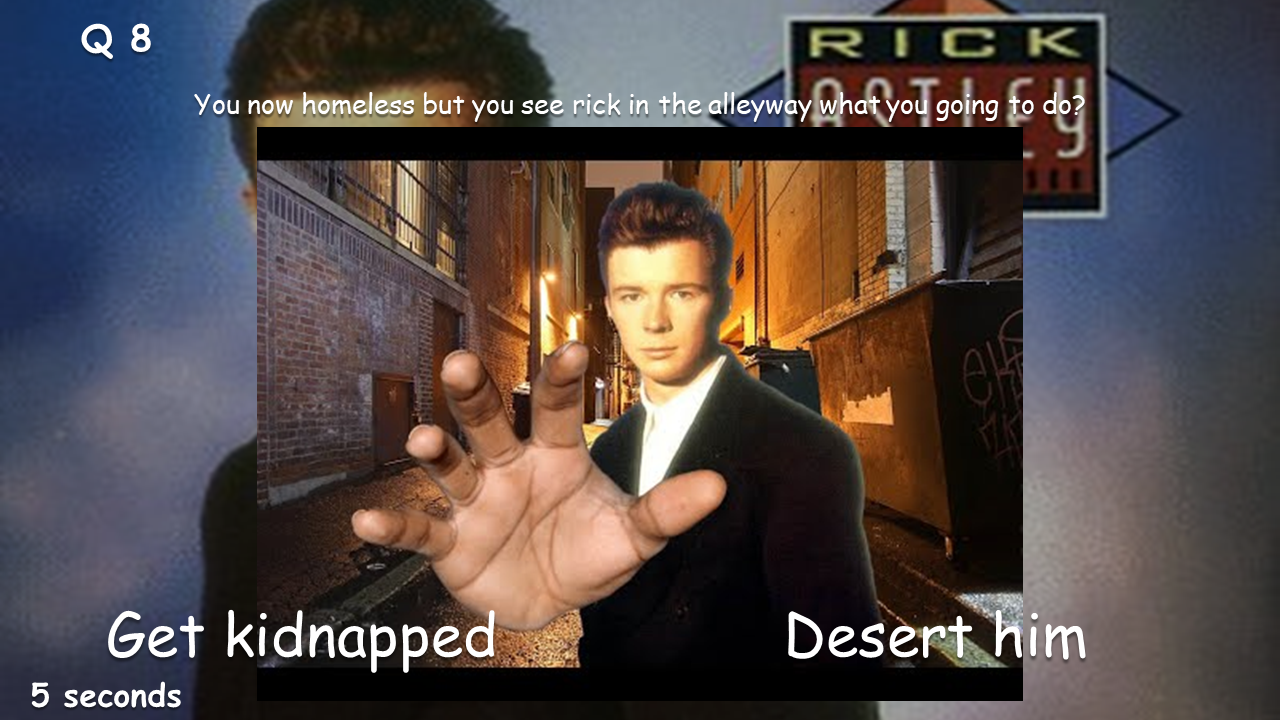 Q 8
RICK
ASTLEY
You now homeless but you see rick in the alleyway what you going to do?
Get kidnapped
Desert him
5 seconds